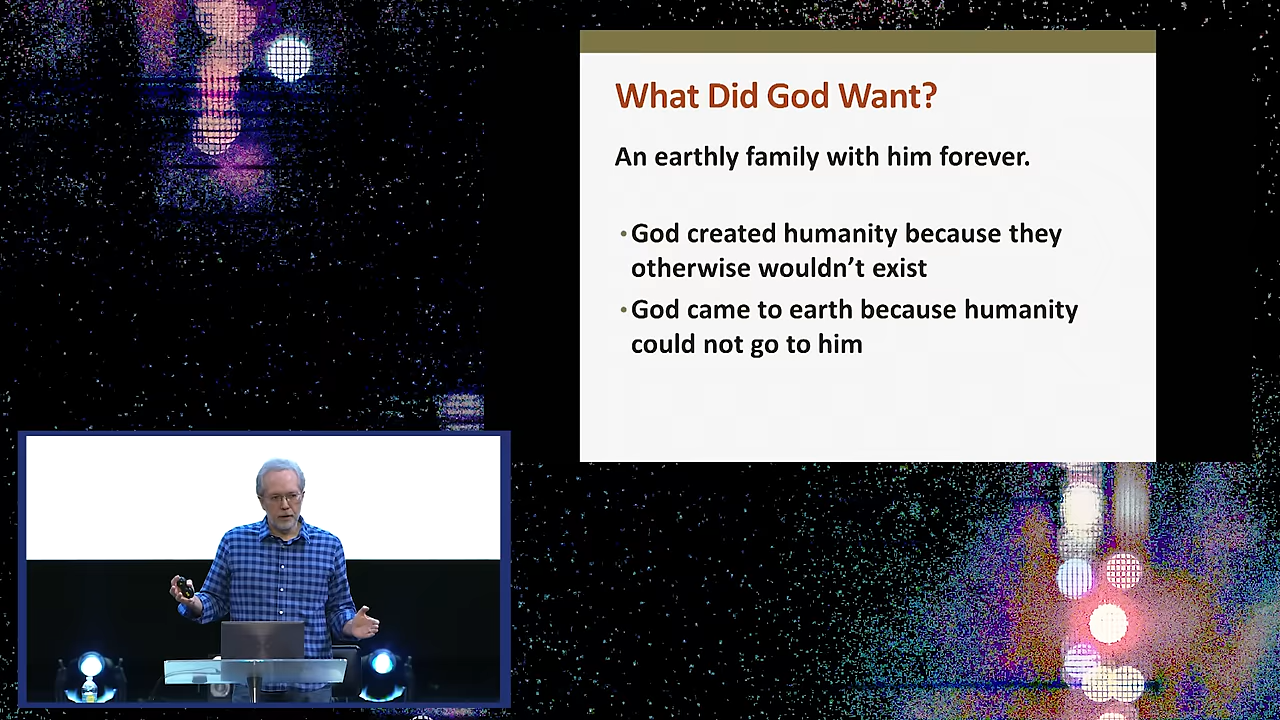 What Did God Want?
An earthly family with him forever.
•God created humanity because they
otherwise wouldn’t exist
•God came to earth because humanity
could not go to him